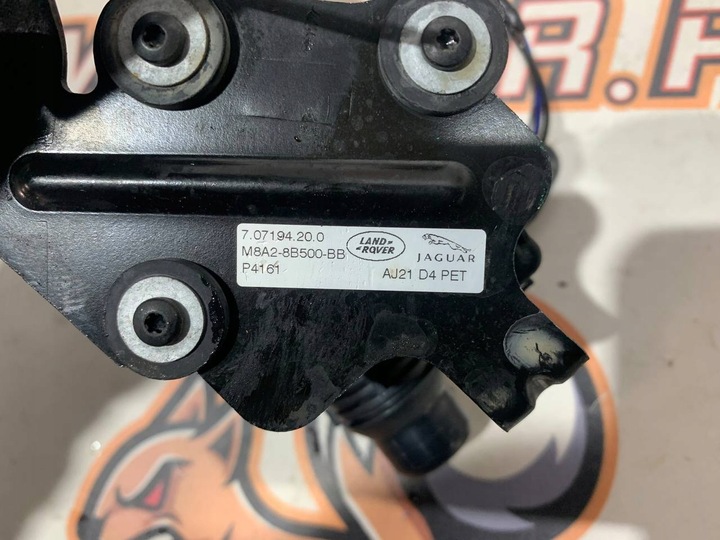 R.R
7.07194.20.0
M8A2-8B500-BB
P4161
LAND-
-ROVER
JAGUAR
AJ21 D4 PET